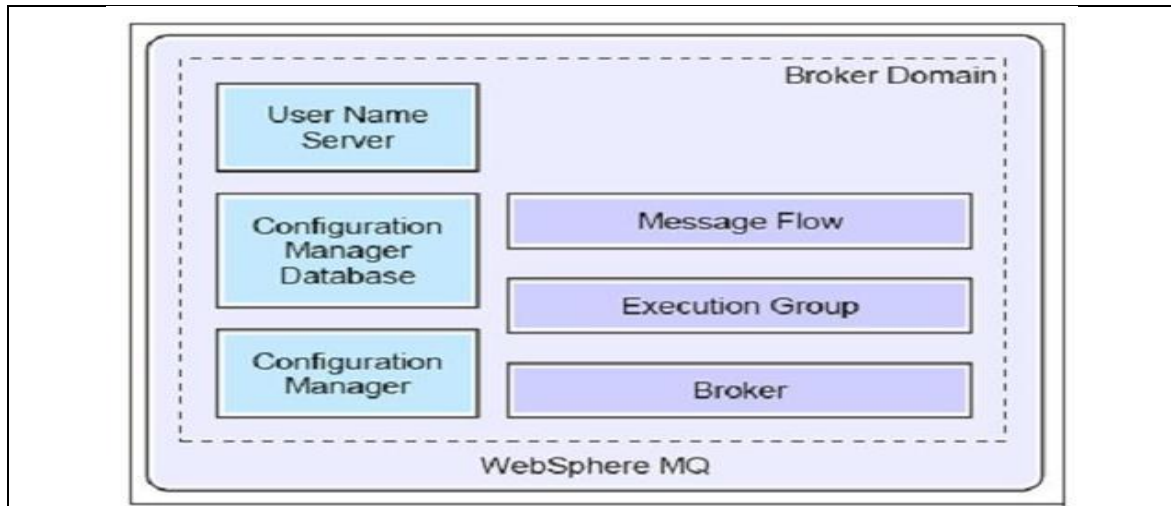 Broker Domain
User Name
Server
Configuration
Manager
Database
Configuration
Manager
Message Flow
Execution Group
Broker
WebSphere MQ